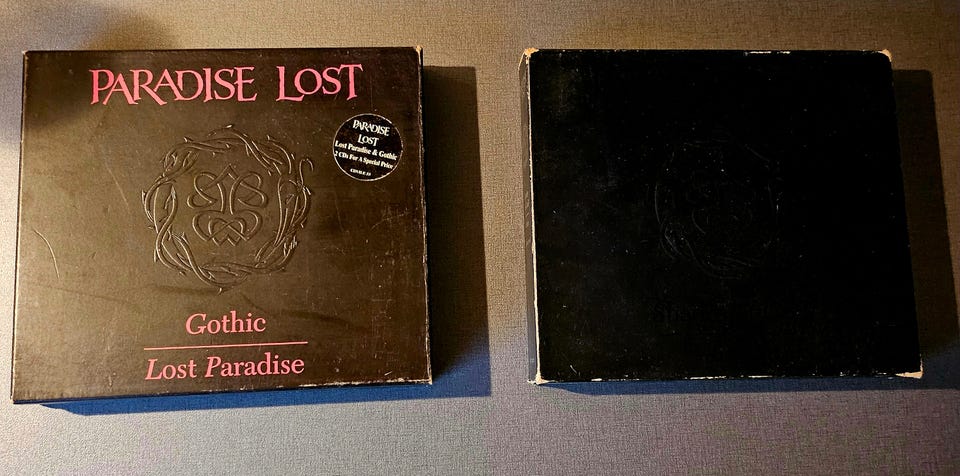 PARADISE LOST
PARADISE
LOST
Lost Paradise & Gothic
2 CDs For A Special Price
Gothic
Lost Paradise